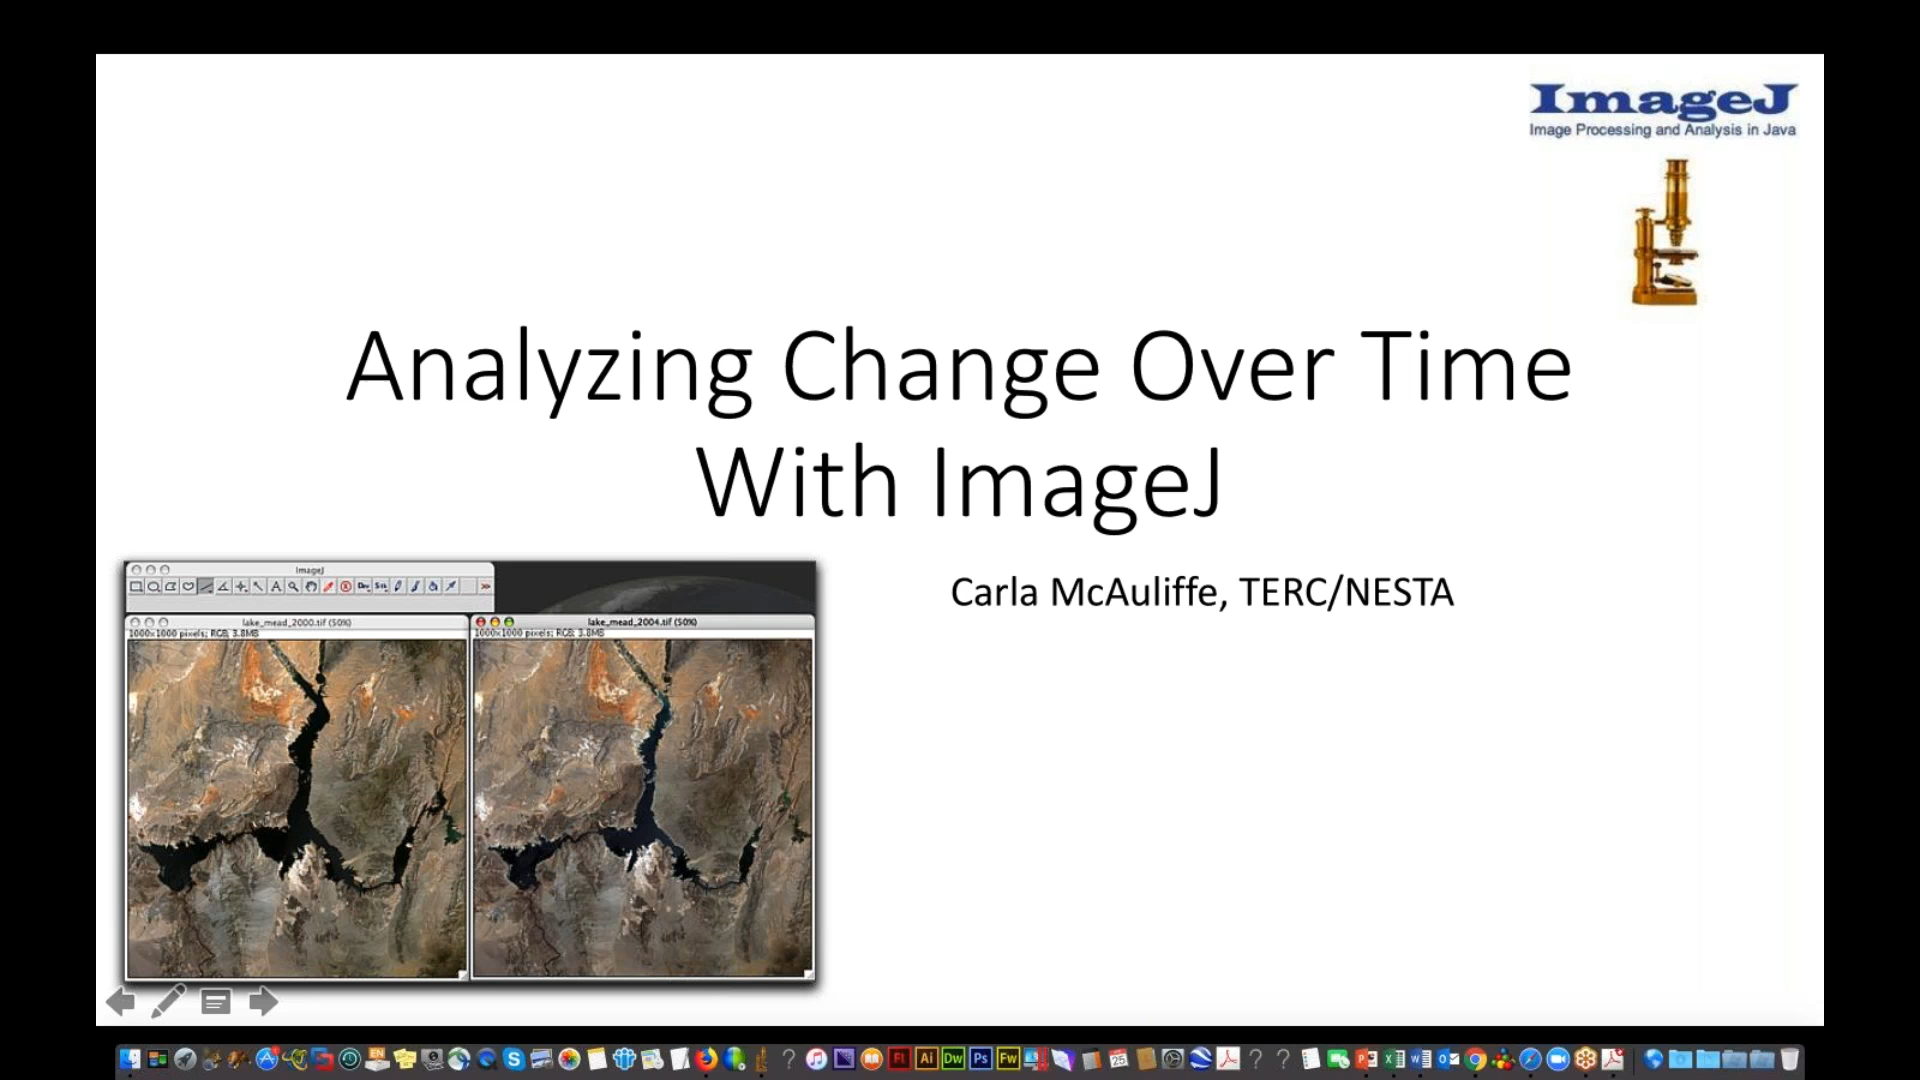 ImageJ
Image Processing and Analysis in Java
Analyzing Change Over Time
With ImageJ
Carla McAuliffe, TERC/NESTA
ImageJ
lake_mead_2000.tif (50%)
1000x1000 pixels; RGB; 3.8MB
lake_mead_2004.tif (50%)
1000x1000 pixels; RGB; 3.8MB